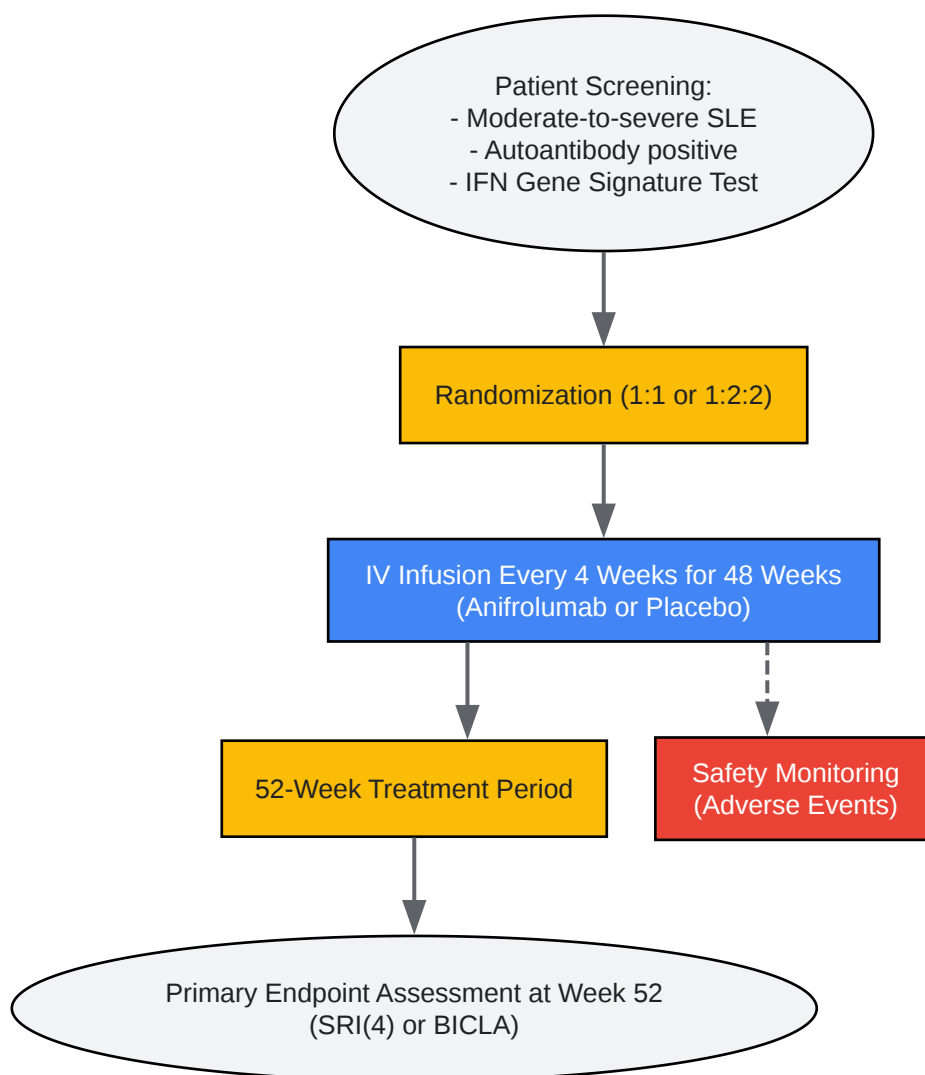 Patient Screening:
- Moderate-to-severe SLE
- Autoantibody positive
- IFN Gene Signature Test
Randomization (1:1 or 1:2:2)
IV Infusion Every 4 Weeks for 48 Weeks
(Anifrolumab or Placebo)
52-Week Treatment Period
Safety Monitoring
(Adverse Events)
Primary Endpoint Assessment at Week 52
(SRI(4) or BICLA)